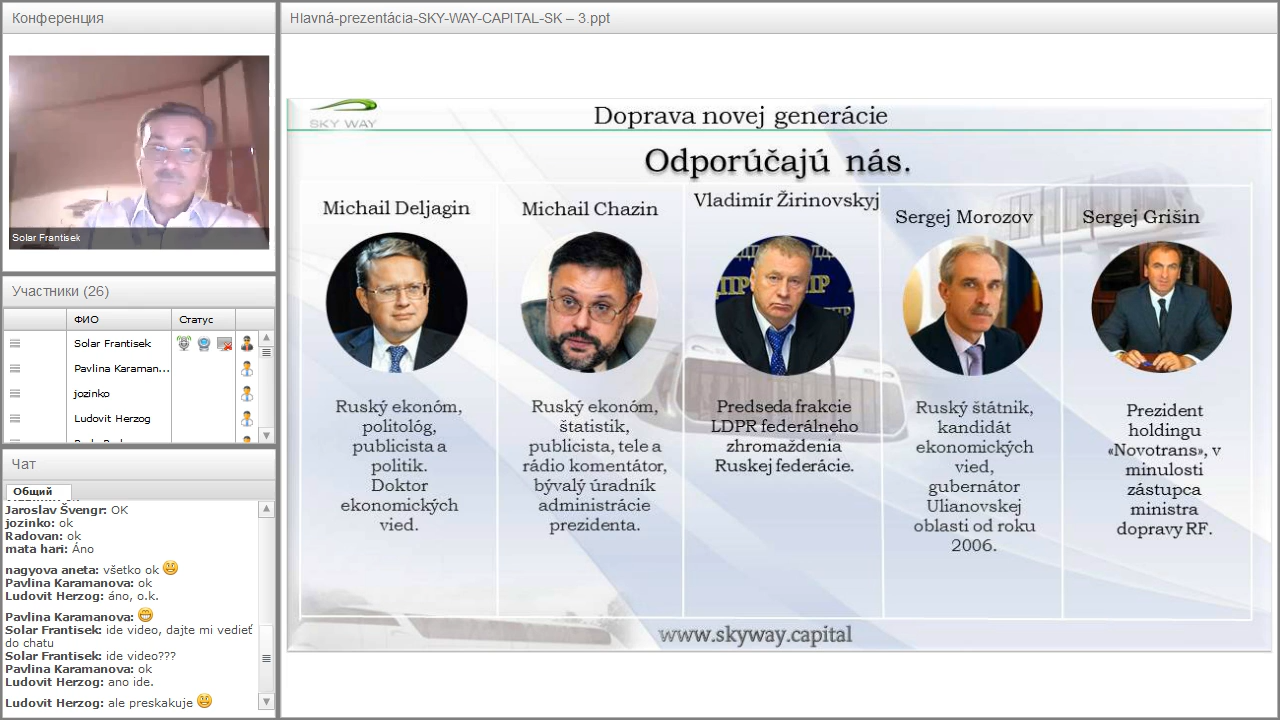 Конференция
Solar Frantisek
Участники (26)
ФИО
Статус
Solar Frantisek
Pavlina Karaman...
jozinko
Ludovit Herzog
Чат
Общий
Jaroslav Švengr: OK
jozinko: ok
Radovan: ok
mata hari: Áno
nagyova aneta: všetko ok
Pavlina Karamanova: ok
Ludovit Herzog: áno, o.k.
Pavlina Karamanova:
Solar Frantisek: ide video, dajte mi vedieť
do chatu
Solar Frantisek: ide video???
Pavlina Karamanova: ok
Ludovit Herzog: ano ide.
Ludovit Herzog: ale preskakuje
Hlavná-prezentácia-SKY-WAY-CAPITAL-SK – 3.ppt
SKY WAY
Doprava novej generácie
Odporúčajú nás.
Michail Deljagin
Ruský ekonóm,
politológ,
publicista a
politik.
Doktor
ekonomických
vied.
Michail Chazin
Ruský ekonóm,
štatistik,
publicista, tele a
rádio komentátor,
bývalý úradník
administrácie
prezidenta.
Vladimír Žirinovskyj
Predseda frakcie
LDPR federálneho
zhromaždenia
Ruskej federácie.
Sergej Morozov
Ruský štátnik,
kandidát
ekonomických
vied,
gubernátor
Ulianovskej
oblasti od roku
2006.
Sergej Grišin
Prezident
holdingu
«Novotrans», v
minulosti
zástupca
ministra
dopravy RF.
www.skyway.capital